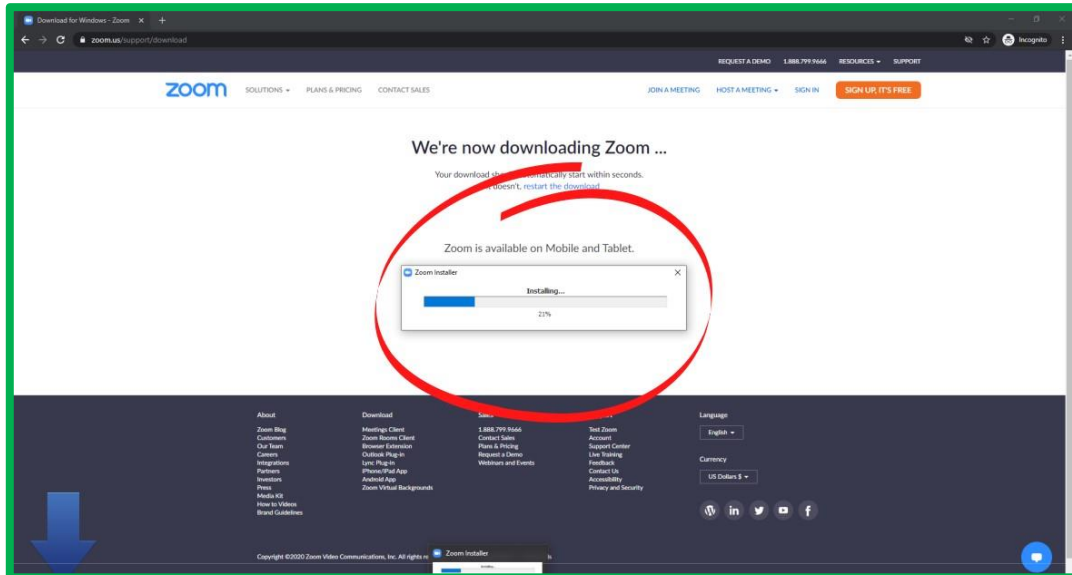 Download for Windows - Zoom
zoom.us/support/download
Incognito
REQUEST A DEMO 1.888.799.9666 RESOURCES SUPPORT
zoom SOLUTIONS PLANS & PRICING CONTACT SALES JOIN A MEETING HOST A MEETING SIGN IN SIGN UP, IT'S FREE
We're now downloading Zoom ...
Your download automatically start within seconds.
doesn't, restart the download.
Zoom is available on Mobile and Tablet.
Zoom Installer
Installing...
21%
About
Zoom Blog
Customers
Our Team
Careers
Integrations
Partners
Investors
Press
Media Kit
How to Videos
Brand Guidelines
Download
Meetings Client
Zoom Rooms Client
Browser Extension
Outlook Plug-in
Lync Plug-in
iPhone/iPad App
Android App
Zoom Virtual Backgrounds
Sales
1.888.799.9666
Contact Sales
Plans & Pricing
Request a Demo
Webinars and Events
Test Zoom
Account
Support Center
Live Training
Feedback
Contact Us
Accessibility
Privacy and Security
Language
English
Currency
US Dollars $
Copyright ©2020 Zoom Video Communications, Inc. All rights
Zoom Installer
Installing...